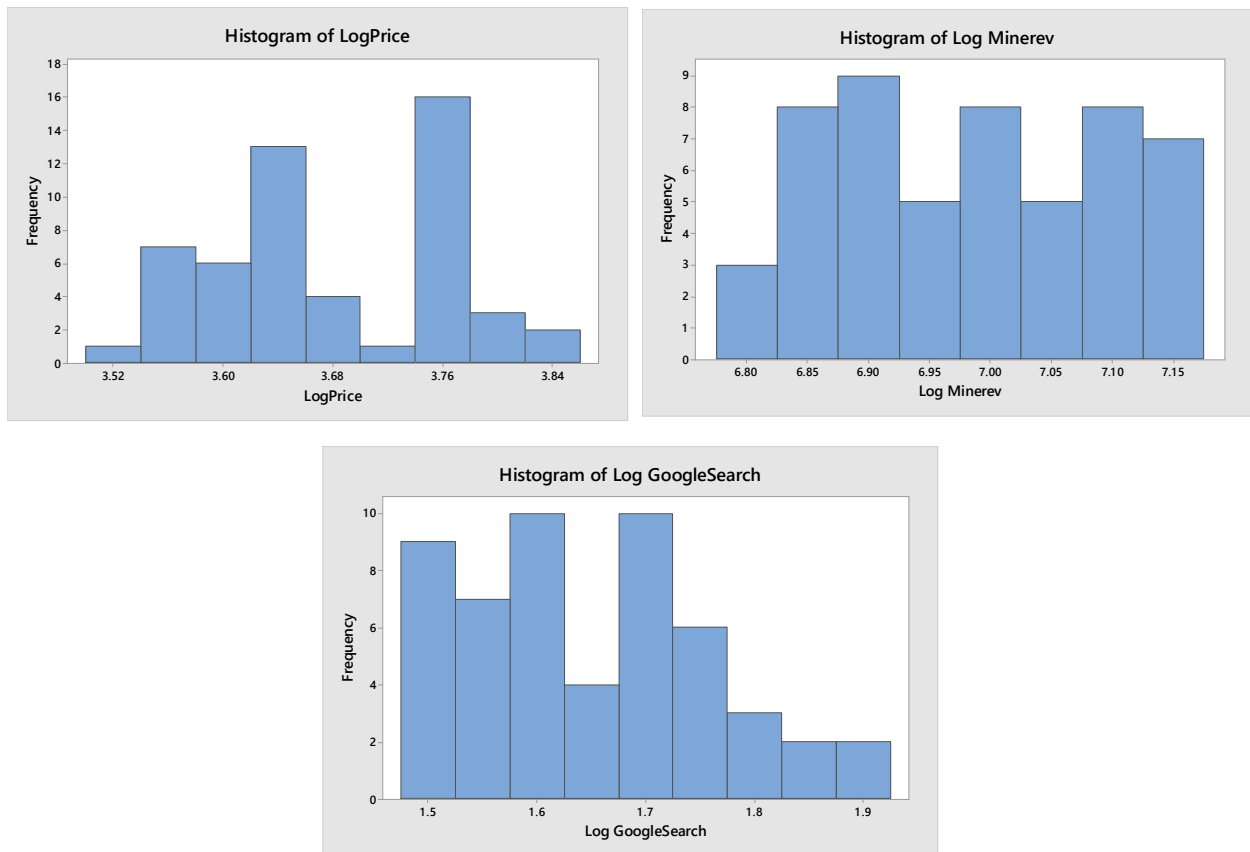 Histogram of LogPrice
18
16
14
12
10
8
6
4
2
0
Frequency
3.52 3.60 3.68 3.76 3.84
LogPrice
Histogram of Log Minerev
9
8
7
6
5
4
3
2
1
0
Frequency
6.80 6.85 6.90 6.95 7.00 7.05 7.10 7.15
Log Minerev
Histogram of Log GoogleSearch
10
8
6
4
2
0
Frequency
1.5 1.6 1.7 1.8 1.9
Log GoogleSearch